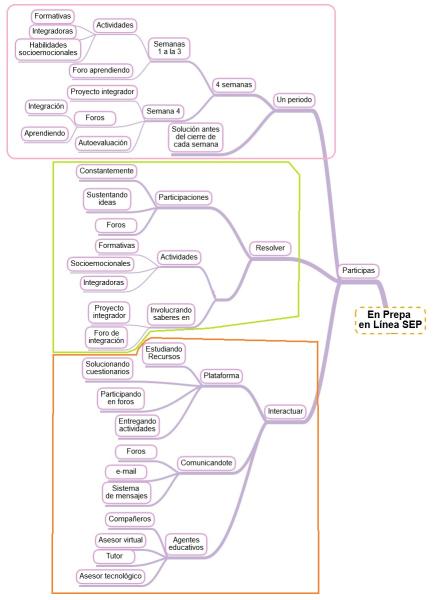 Formativas
Integradoras
Habilidades
socioemocionales
Actividades
Foro aprendiendo
Semanas
1 a la 3
Proyecto integrador
Integración
Aprendiendo
Foros
Autoevaluación
Semana 4
4 semanas
Solución antes
del cierre de
cada semana
Un periodo
Constantemente
Sustentando
ideas
Foros
Participaciones
Formativas
Socioemocionales
Integradoras
Actividades
Proyecto
integrador
Foro de
integración
Involucrando
saberes en
Resolver
Participas
En Prepa
en Línea SEP
Estudiando
Recursos
Solucionando
cuestionarios
Participando
en foros
Entregando
actividades
Plataforma
Foros
e-mail
Sistema
de mensajes
Comunicandote
Interactuar
Compañeros
Asesor virtual
Tutor
Asesor tecnológico
Agentes
educativos